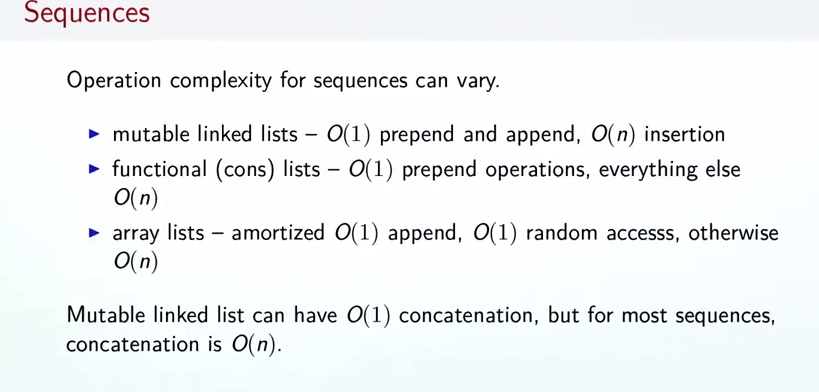 Sequences
Operation complexity for sequences can vary.
▶ mutable linked lists – O(1) prepend and append, O(n) insertion
▶ functional (cons) lists – O(1) prepend operations, everything else
O(n)
▶ array lists – amortized O(1) append, O(1) random accesss, otherwise
O(n)
Mutable linked list can have O(1) concatenation, but for most sequences,
concatenation is O(n).